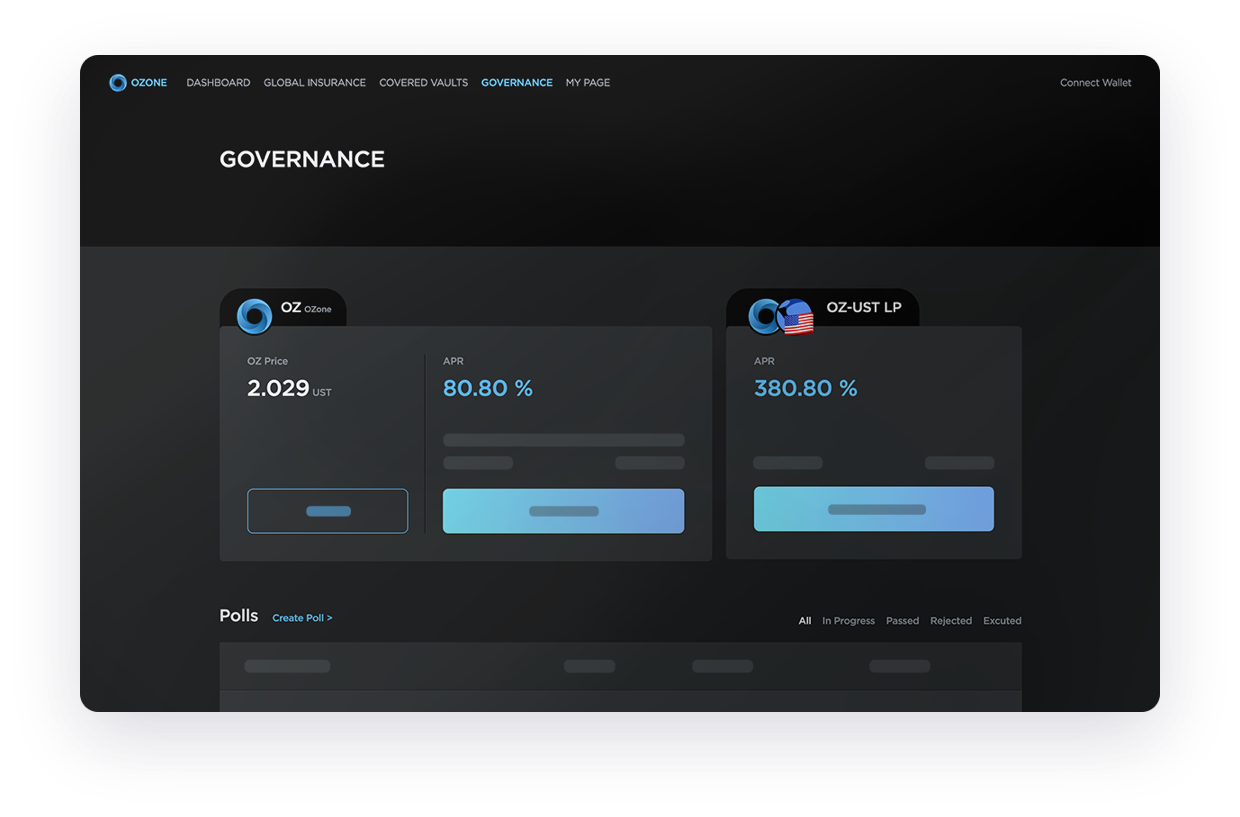 OZONE DASHBOARD GLOBAL INSURANCE COVERED VAULTS GOVERNANCE MY PAGE Connect Wallet
GOVERNANCE
OZ OZone
OZ-UST LP
OZ Price
APR
APR
2.029 UST
80.80 %
380.80 %
Polls Create Poll >
All In Progress Passed Rejected Excuted